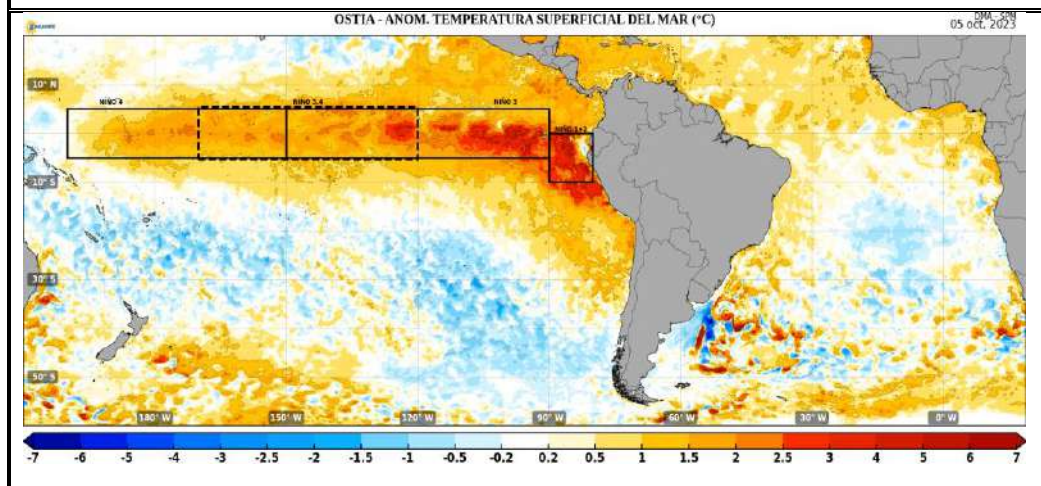 OSTIA - ANOM. TEMPERATURA SUPERFICIAL DEL MAR (°C)
DMA - SPM
05 oct. 2023
10° N
NIÑO 4
NIÑO 3.4
NIÑO 3
NIÑO 1+2
10° S
30° S
50° S
180° W
150° W
120° W
90° W
60° W
30° W
0° W
-7 -6 -5 -4 -3 -2.5 -2 -1.5 -1 -0.5 -0.2 0.2 0.5 1 1.5 2 2.5 3 4 5 6 7